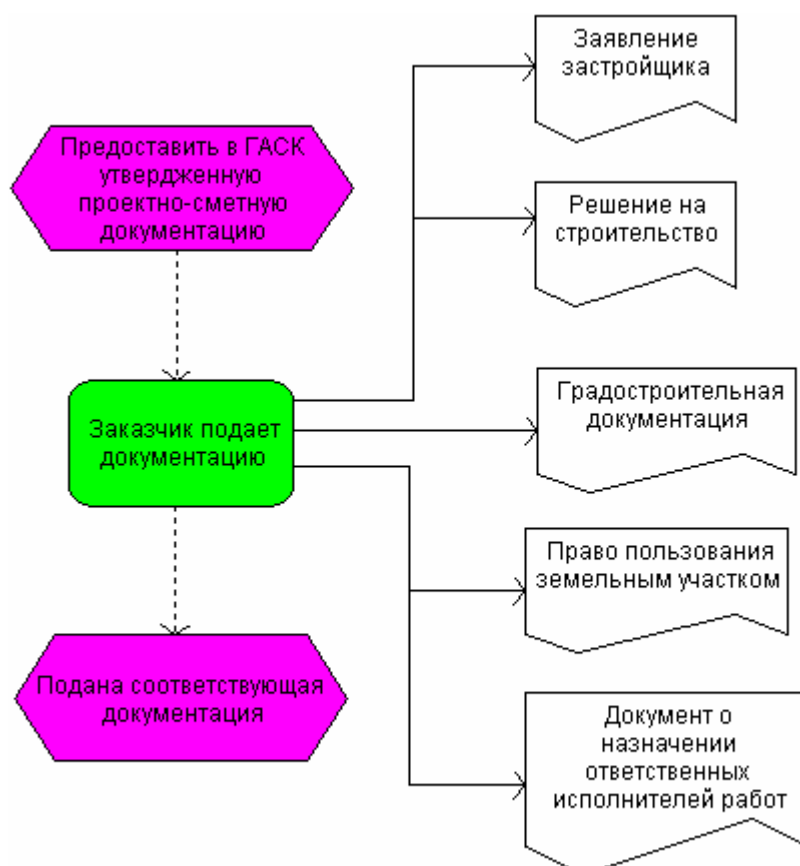 Предоставить в ГАСК
утвердженную
проектно-сметную
документацию
Заказчик подает
документацию
Подана соответствующая
документация
Заявление
застройщика
Решение на
строительство
Градостроительная
документация
Право пользования
земельным участком
Документ о
назначении
ответственных
исполнителей работ